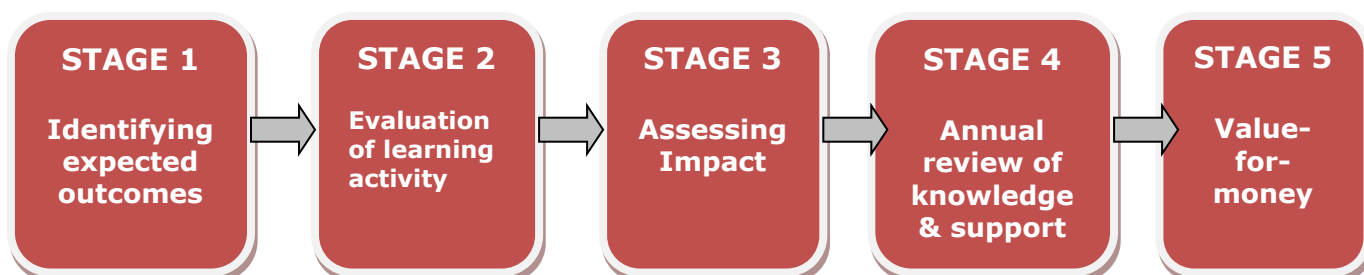 STAGE 1
Identifying
expected
outcomes
STAGE 2
Evaluation
of learning
activity
STAGE 3
Assessing
Impact
STAGE 4
Annual
review of
knowledge
& support
STAGE 5
Value-
for-
money